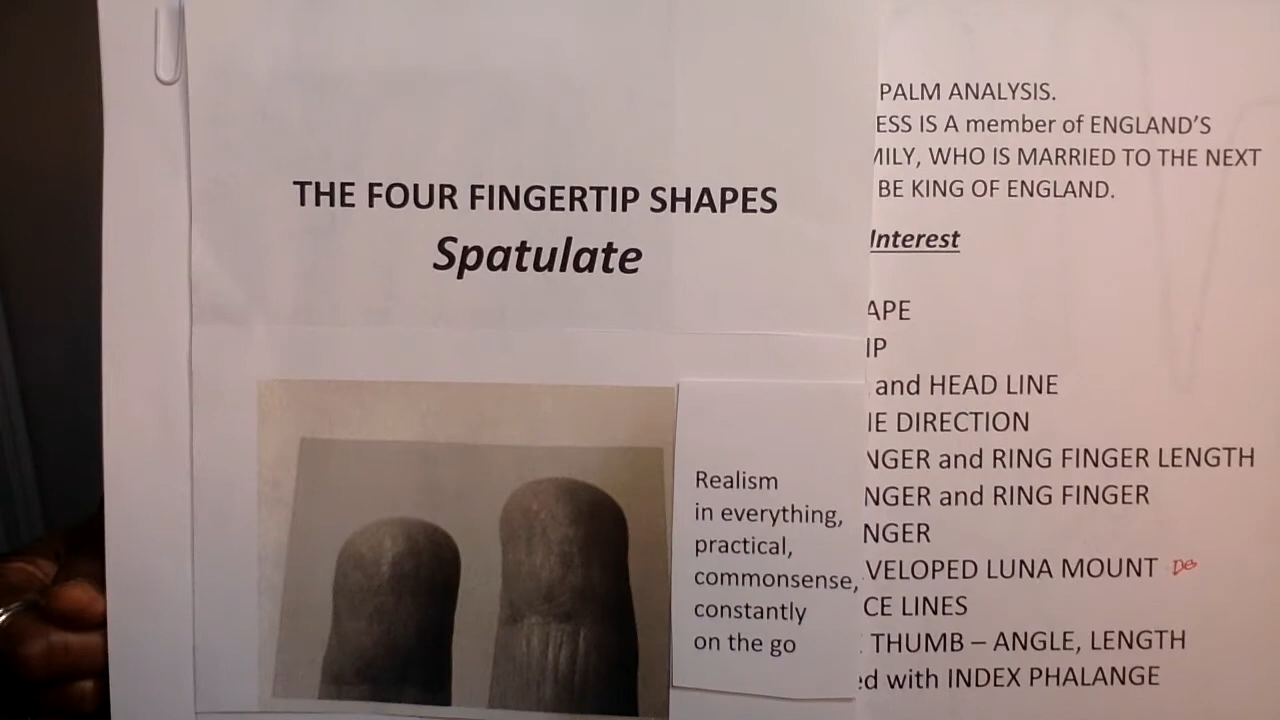 THE FOUR FINGERTIP SHAPES
Spatulate
Realism
in everything,
practical,
commonsense,
constantly
on the go
PALM ANALYSIS.
ESS IS A member of ENGLAND'S
MILY, WHO IS MARRIED TO THE NEXT
BE KING OF ENGLAND.
Interest
APE
IP
and HEAD LINE
NE DIRECTION
NGER and RING FINGER LENGTH
NGER and RING FINGER
NGER
VELOPED LUNA MOUNT
CE LINES
THUMB – ANGLE, LENGTH
ed with INDEX PHALANGE